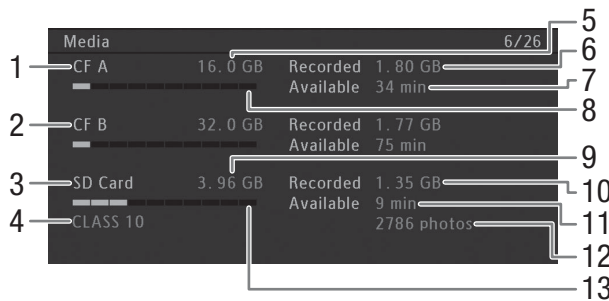 Media 6/26
CF A 16.0 GB Recorded 1.80 GB
Available 34 min
CF B 32.0 GB Recorded 1.77 GB
Available 75 min
SD Card 3.96 GB Recorded 1.35 GB
Available 9 min
CLASS 10 2786 photos
1
2
3
4
5
6
7
8
9
10
11
12
13